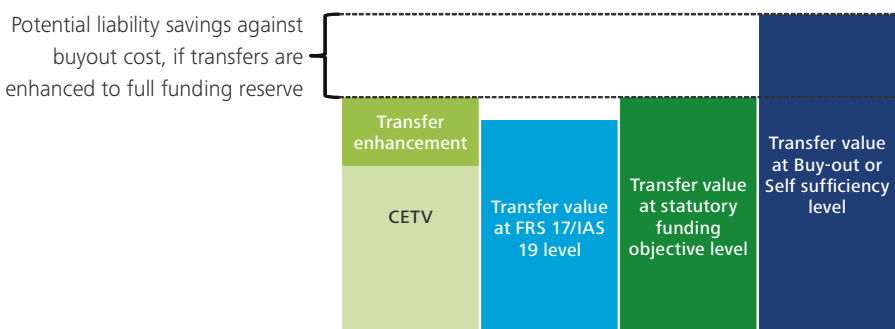 Potential liability savings against
buyout cost, if transfers are
enhanced to full funding reserve
Transfer
enhancement
CETV
Transfer value
at FRS 17/IAS
19 level
Transfer value
at statutory
funding
objective level
Transfer value
at Buy-out or
Self sufficiency
level